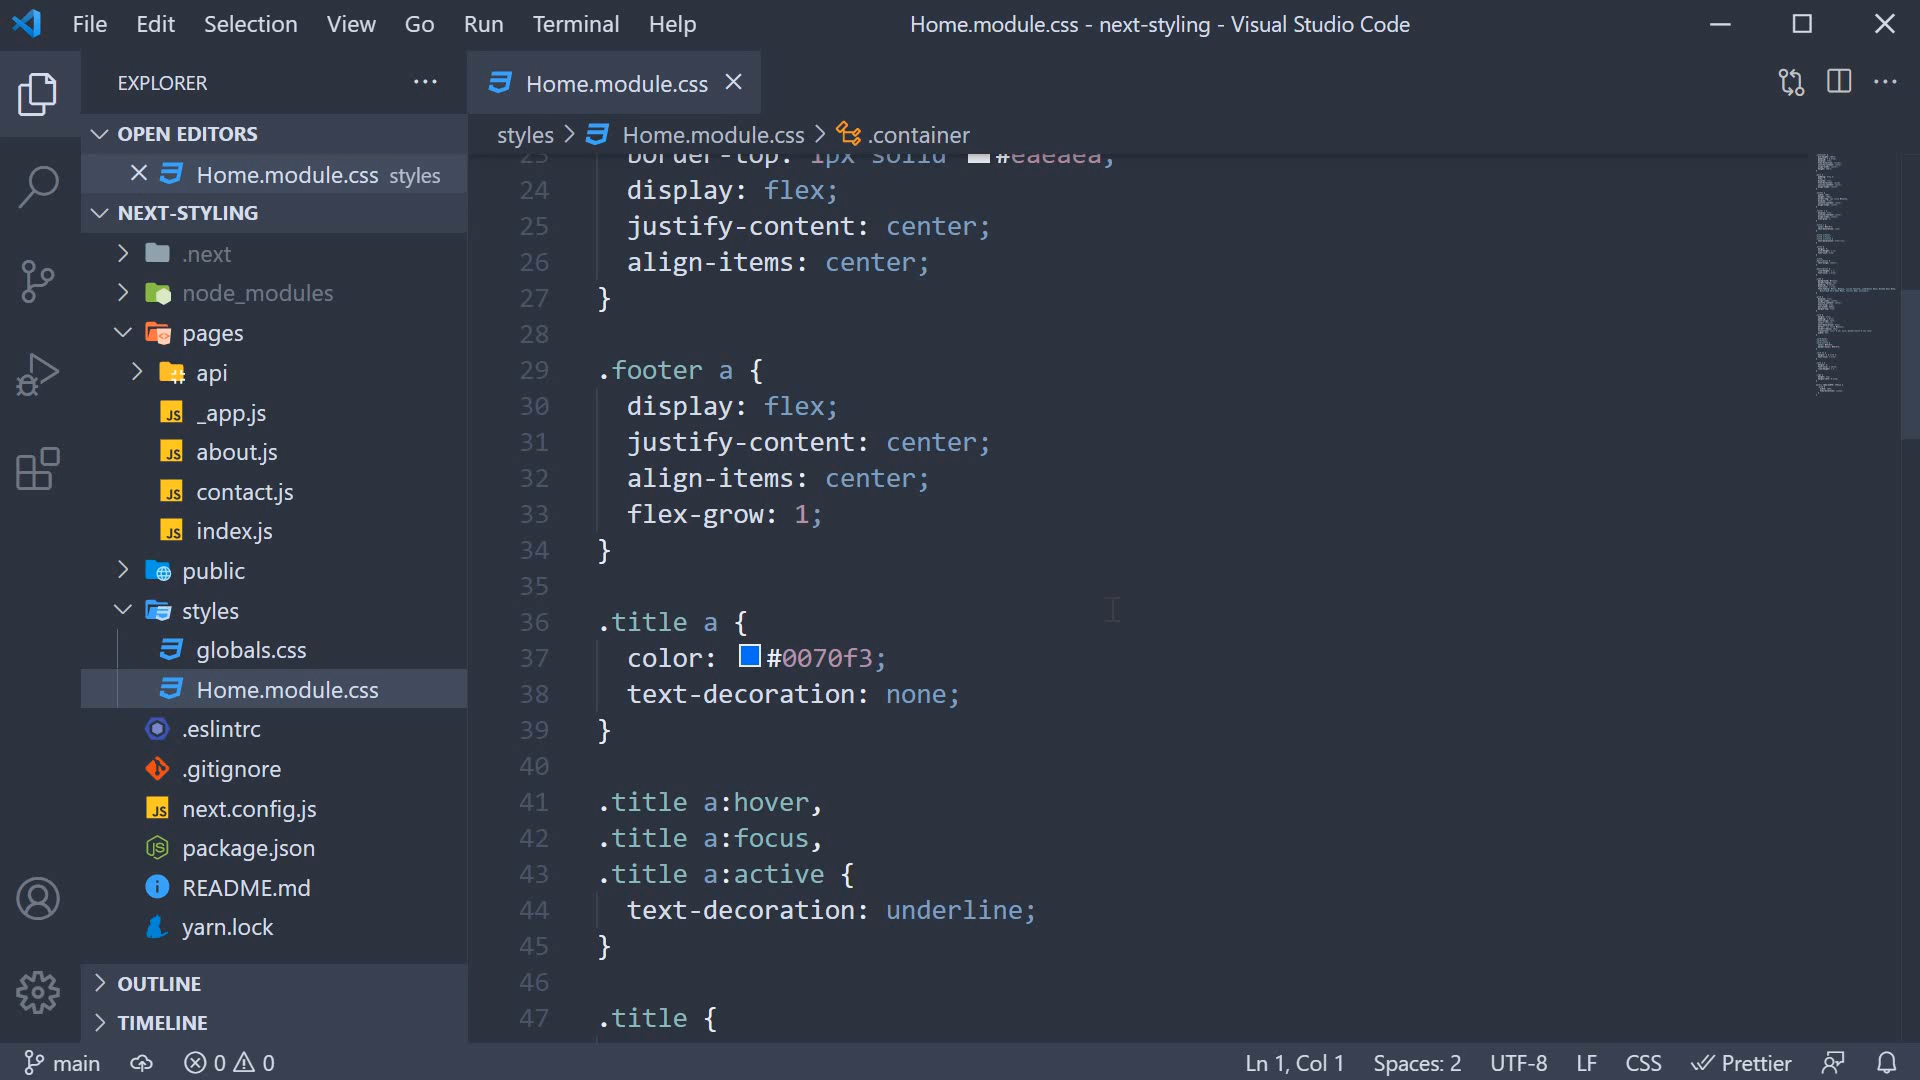 File Edit Selection View Go Run Terminal Help
Home.module.css - next-styling - Visual Studio Code
EXPLORER
OPEN EDITORS
Home.module.css styles
NEXT-STYLING
.next
node_modules
pages
api
_app.js
about.js
contact.js
index.js
public
styles
globals.css
Home.module.css
.eslintrc
.gitignore
next.config.js
package.json
README.md
yarn.lock
OUTLINE
TIMELINE
Home.module.css
styles > Home.module.css > .container
23 border-top: 1px solid #eaeaea;
24 display: flex;
25 justify-content: center;
26 align-items: center;
27 }
28
29 .footer a {
30 display: flex;
31 justify-content: center;
32 align-items: center;
33 flex-grow: 1;
34 }
35
36 .title a {
37 color: #0070f3;
38 text-decoration: none;
39 }
40
41 .title a:hover,
42 .title a:focus,
43 .title a:active {
44 text-decoration: underline;
45 }
46
47 .title {
main 0 0 Ln 1, Col 1 Spaces: 2 UTF-8 LF CSS Prettier